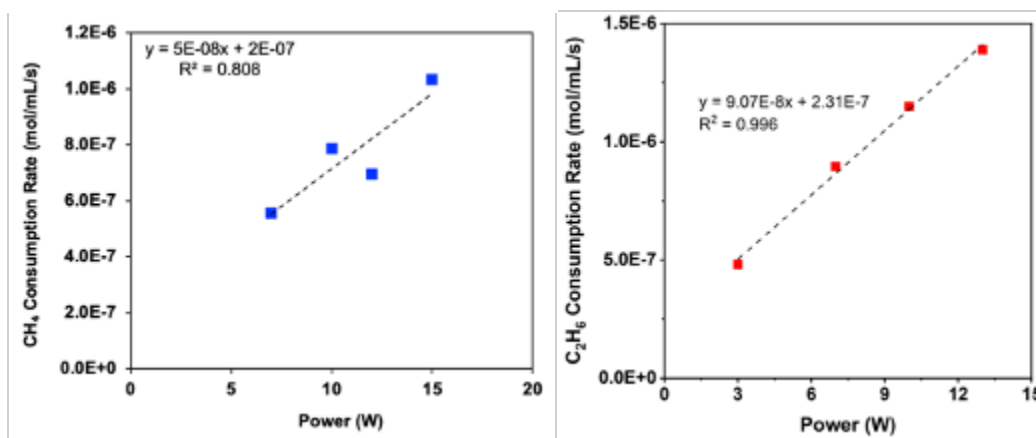 y = 5E-08x + 2E-07
R² = 0.808
CH₄ Consumption Rate (mol/mL/s)
1.2E-6
1.0E-6
8.0E-7
6.0E-7
4.0E-7
2.0E-7
0.0E+0
0 5 10 15 20
Power (W)
y = 9.07E-8x + 2.31E-7
R² = 0.996
C₂H₆ Consumption Rate (mol/mL/s)
1.5E-6
1.0E-6
5.0E-7
0.0E+0
0 3 6 9 12 15
Power (W)